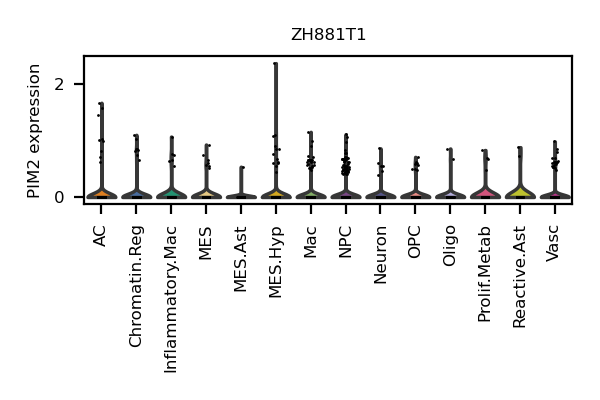 ZH881T1
PIM2 expression
2
0
AC
Chromatin.Reg
Inflammatory.Mac
MES
MES.Ast
MES.Hyp
Mac
NPC
Neuron
OPC
Oligo
Prolif.Metab
Reactive.Ast
Vasc